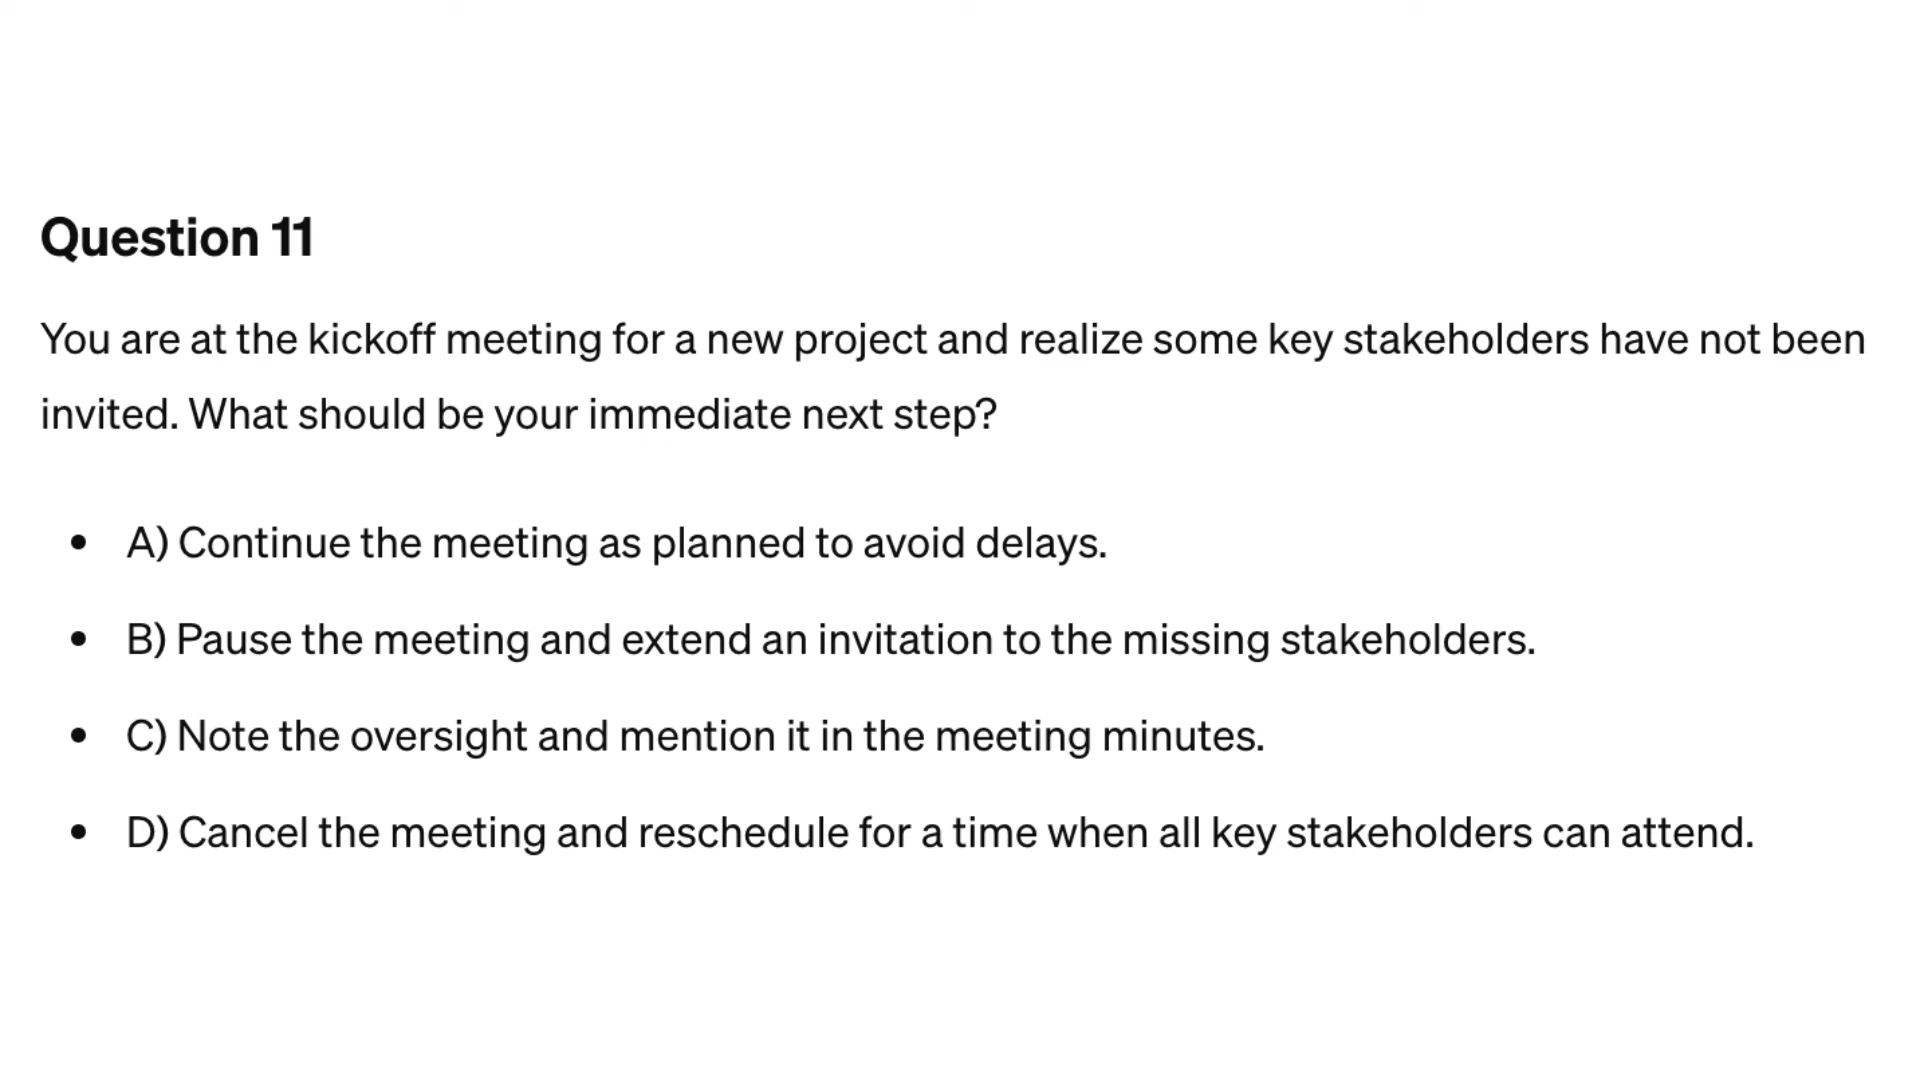 Question 11
You are at the kickoff meeting for a new project and realize some key stakeholders have not been
invited. What should be your immediate next step?
• A) Continue the meeting as planned to avoid delays.
• B) Pause the meeting and extend an invitation to the missing stakeholders.
• C) Note the oversight and mention it in the meeting minutes.
• D) Cancel the meeting and reschedule for a time when all key stakeholders can attend.